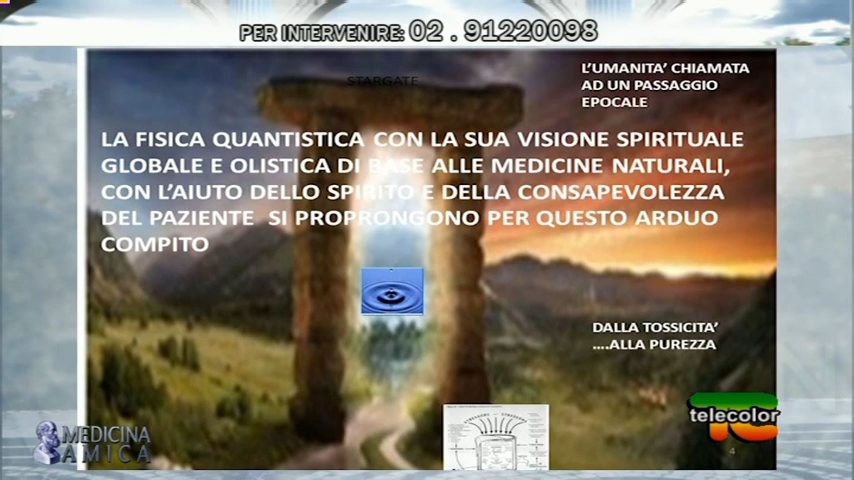 PER INTERVENIRE: 02 . 91220098
STARGATE
L'UMANITA' CHIAMATA
AD UN PASSAGGIO
EPOCALE
LA FISICA QUANTISTICA CON LA SUA VISIONE SPIRITUALE
GLOBALE E OLISTICA DI BASE ALLE MEDICINE NATURALI,
CON L'AIUTO DELLO SPIRITO E DELLA CONSAPEVOLEZZA
DEL PAZIENTE SI PROPRONGONO PER QUESTO ARDUO
COMPITO
DALLA TOSSICITA'
....ALLA PUREZZA
MEDICINA
AMICA
telecolor
4